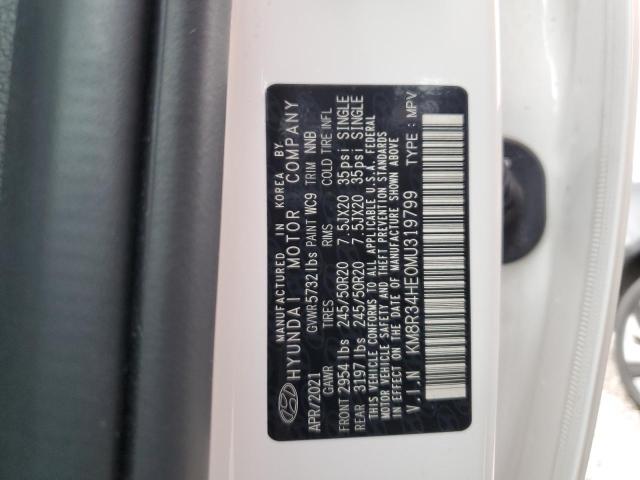 MANUFACTURED IN KOREA BY
HYUNDAI MOTOR COMPANY
APR/2021 GVWR 5732 lbs PAINT WC9 TRIM NNB
GAWR TIRES RIMS COLD TIRE INFL
FRONT 2954 lbs 245/50R20 7.5JX20 35psi SINGLE
REAR 3197 lbs 245/50R20 7.5JX20 35psi SINGLE
THIS VEHICLE CONFORMS TO ALL APPLICABLE U.S.A. FEDERAL
MOTOR VEHICLE SAFETY AND THEFT PREVENTION STANDARDS
IN EFFECT ON THE DATE OF MANUFACTURE SHOWN ABOVE
V.I.N KM8R34HE0MU319799 TYPE : MPV